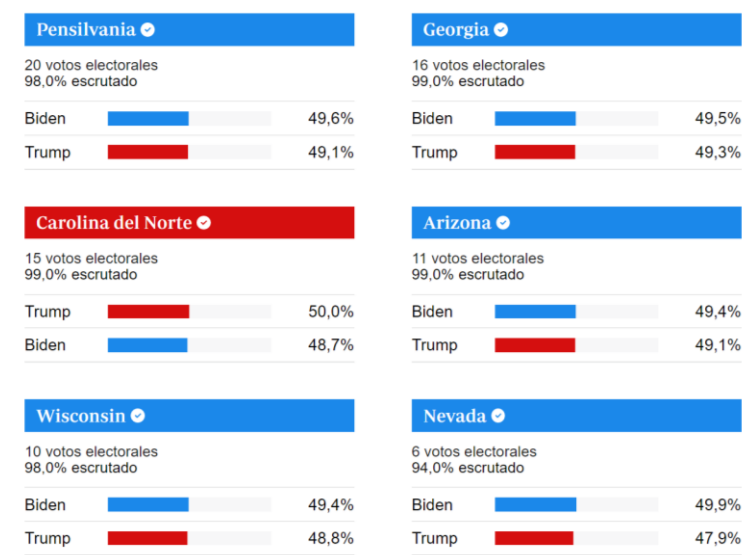 Pensilvania
20 votos electorales
98,0% escrutado
Biden 49,6%
Trump 49,1%
Georgia
16 votos electorales
99,0% escrutado
Biden 49,5%
Trump 49,3%
Carolina del Norte
15 votos electorales
99,0% escrutado
Trump 50,0%
Biden 48,7%
Arizona
11 votos electorales
99,0% escrutado
Biden 49,4%
Trump 49,1%
Wisconsin
10 votos electorales
98,0% escrutado
Biden 49,4%
Trump 48,8%
Nevada
6 votos electorales
94,0% escrutado
Biden 49,9%
Trump 47,9%